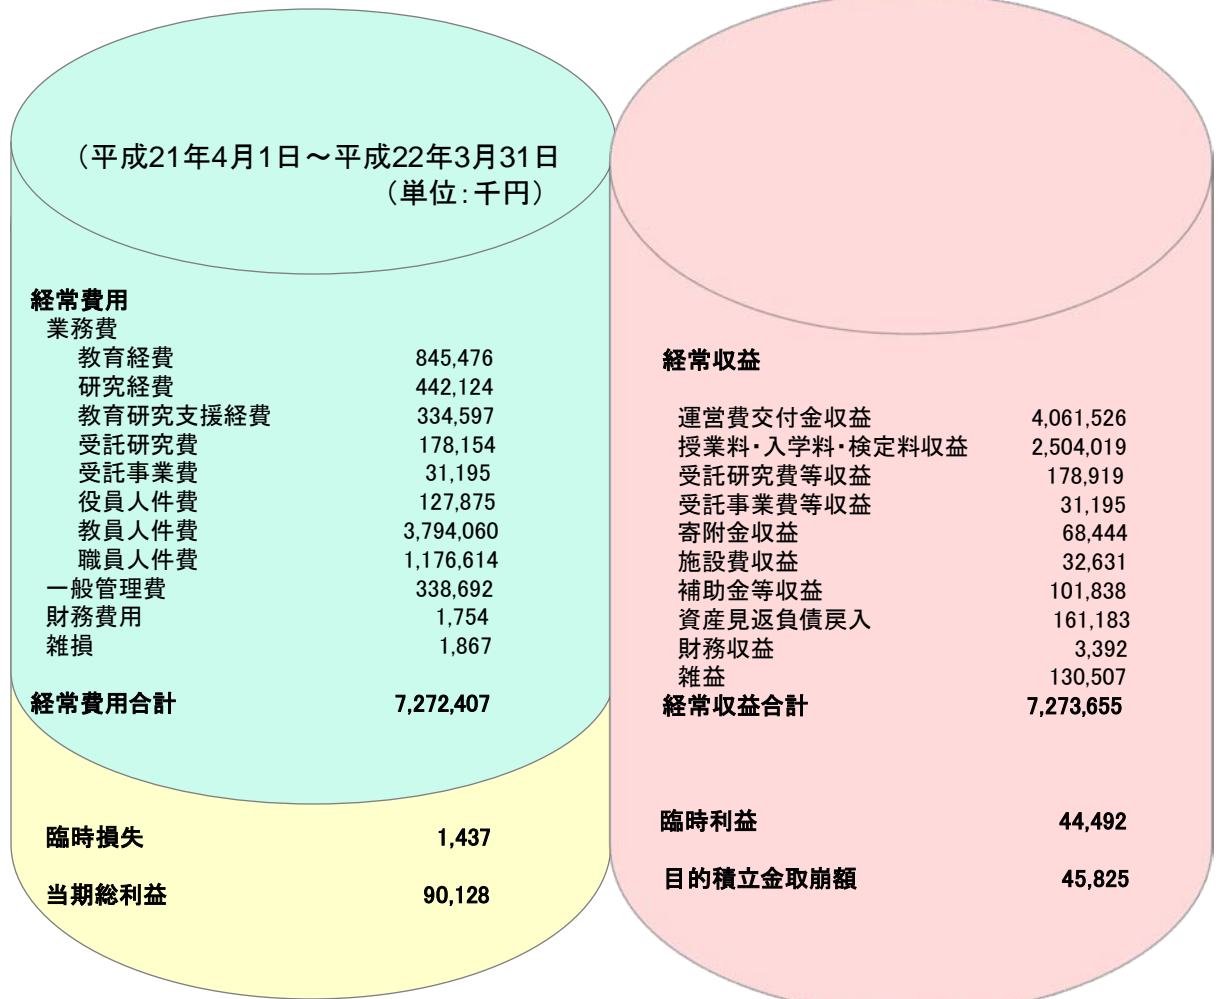 （平成21年4月1日～平成22年3月31日
（単位：千円）
経常費用
業務費
教育経費 845,476
研究経費 442,124
教育研究支援経費 334,597
受託研究費 178,154
受託事業費 31,195
役員人件費 127,875
教員人件費 3,794,060
職員人件費 1,176,614
一般管理費 338,692
財務費用 1,754
雑損 1,867
経常費用合計 7,272,407
臨時損失 1,437
当期総利益 90,128
経常収益
運営費交付金収益 4,061,526
授業料・入学料・検定料収益 2,504,019
受託研究費等収益 178,919
受託事業費等収益 31,195
寄附金収益 68,444
施設費収益 32,631
補助金等収益 101,838
資産見返負債戻入 161,183
財務収益 3,392
雑益 130,507
経常収益合計 7,273,655
臨時利益 44,492
目的積立金取崩額 45,825